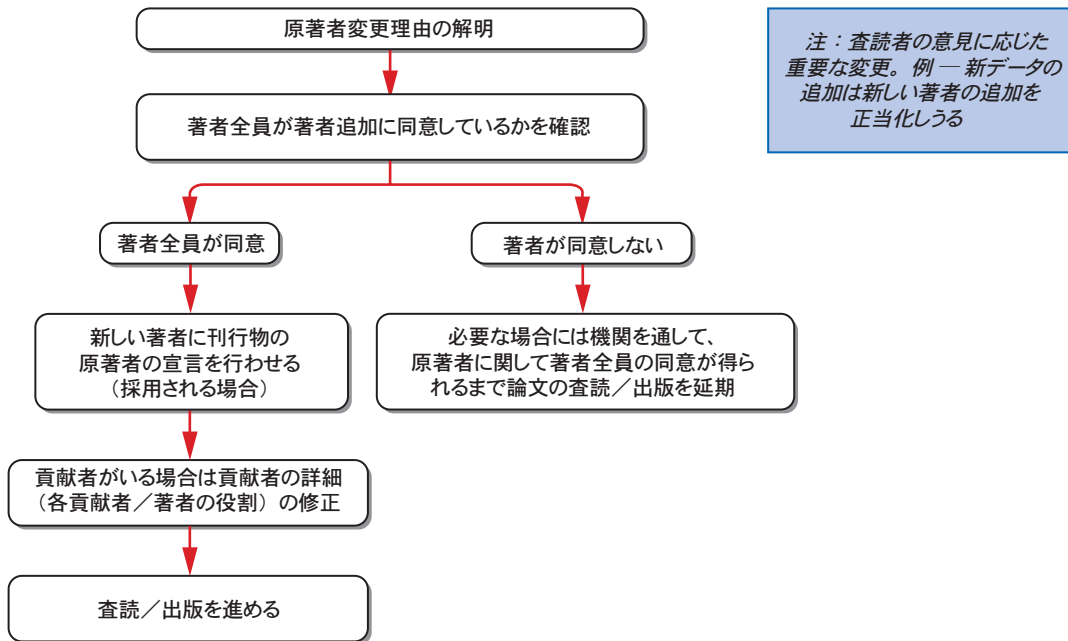 原著者変更理由の解明
注：査読者の意見に応じた
重要な変更。例 ― 新データの
追加は新しい著者の追加を
正当化しうる
著者全員が著者追加に同意しているかを確認
著者全員が同意
著者が同意しない
新しい著者に刊行物の
原著者の宣言を行わせる
（採用される場合）
必要な場合には機関を通して、
原著者に関して著者全員の同意が得ら
れるまで論文の査読／出版を延期
貢献者がいる場合は貢献者の詳細
（各貢献者／著者の役割）の修正
査読／出版を進める